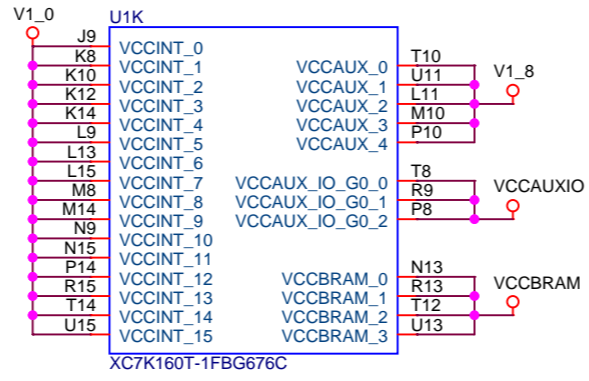 V1_0
U1K
J9 VCCINT_0
K8 VCCINT_1
K10 VCCINT_2
K12 VCCINT_3
K14 VCCINT_4
L9 VCCINT_5
L13 VCCINT_6
L15 VCCINT_7
M8 VCCINT_8
M14 VCCINT_9
N9 VCCINT_10
N15 VCCINT_11
P14 VCCINT_12
R15 VCCINT_13
T14 VCCINT_14
U15 VCCINT_15
VCCAUX_0 T10
VCCAUX_1 U11
VCCAUX_2 L11
VCCAUX_3 M10
VCCAUX_4 P10
V1_8
VCCAUX_IO_G0_0 T8
VCCAUX_IO_G0_1 R9
VCCAUX_IO_G0_2 P8
VCCAUXIO
VCCBRAM_0 N13
VCCBRAM_1 R13
VCCBRAM_2 T12
VCCBRAM_3 U13
VCCBRAM
XC7K160T-1FBG676C